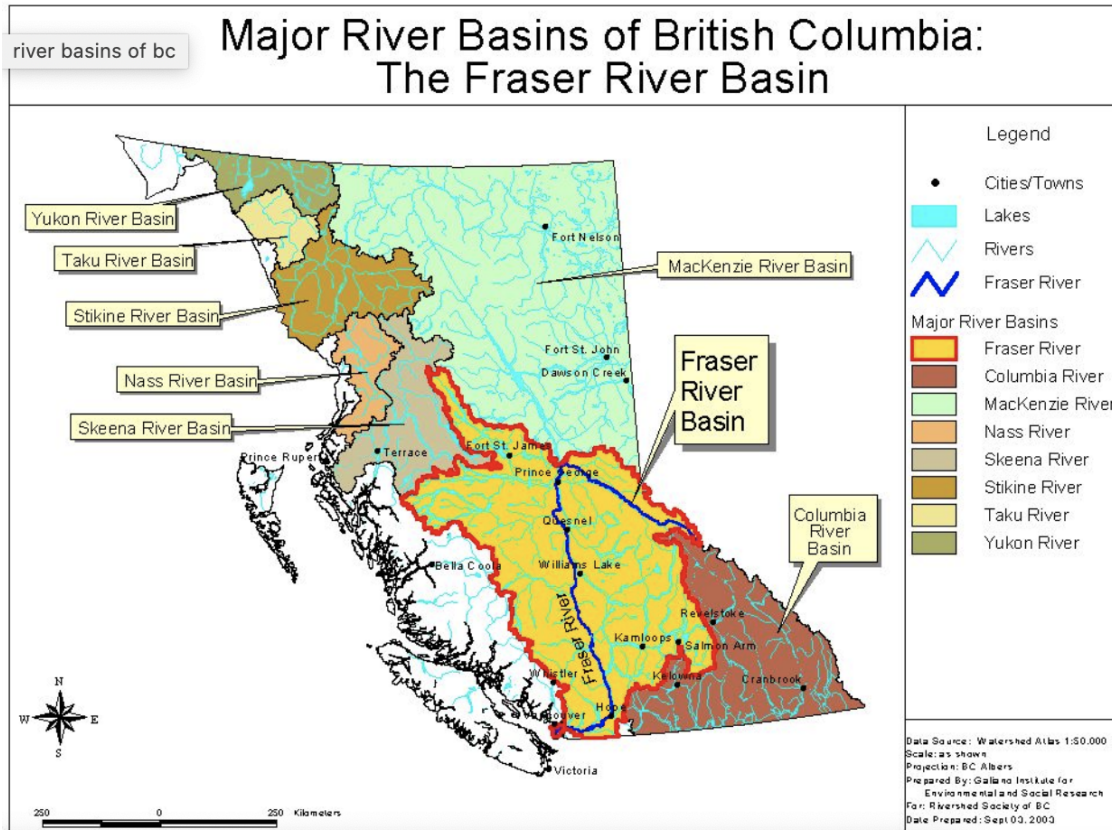 river basins of bc
Major River Basins of British Columbia:
The Fraser River Basin
Yukon River Basin
Taku River Basin
Stikine River Basin
Nass River Basin
Skeena River Basin
MacKenzie River Basin
Fraser
River
Basin
Columbia
River
Basin
Fort Nelson
Fort St. John
Dawson Creek
Fort St. James
Prince Rupert
Terrace
Prince George
Quesnel
Bella Coola
Williams Lake
Fraser River
Revelstoke
Kamloops
Salmon Arm
Whistler
Kelowna
Cranbrook
Hope
Victoria
N
W
E
S
250
0
250
Kilometers
Legend
Cities/Towns
Lakes
Rivers
Fraser River
Major River Basins
Fraser River
Columbia River
MacKenzie River
Nass River
Skeena River
Stikine River
Taku River
Yukon River
Data Source: Watershed Atlas 1:50.000
Scale: as shown
Projection: BC Albers
Prepared By: Galiano Institute for
Environmental and Social Research
For: Rivershed Society of BC
Date Prepared: Sept 03, 2003